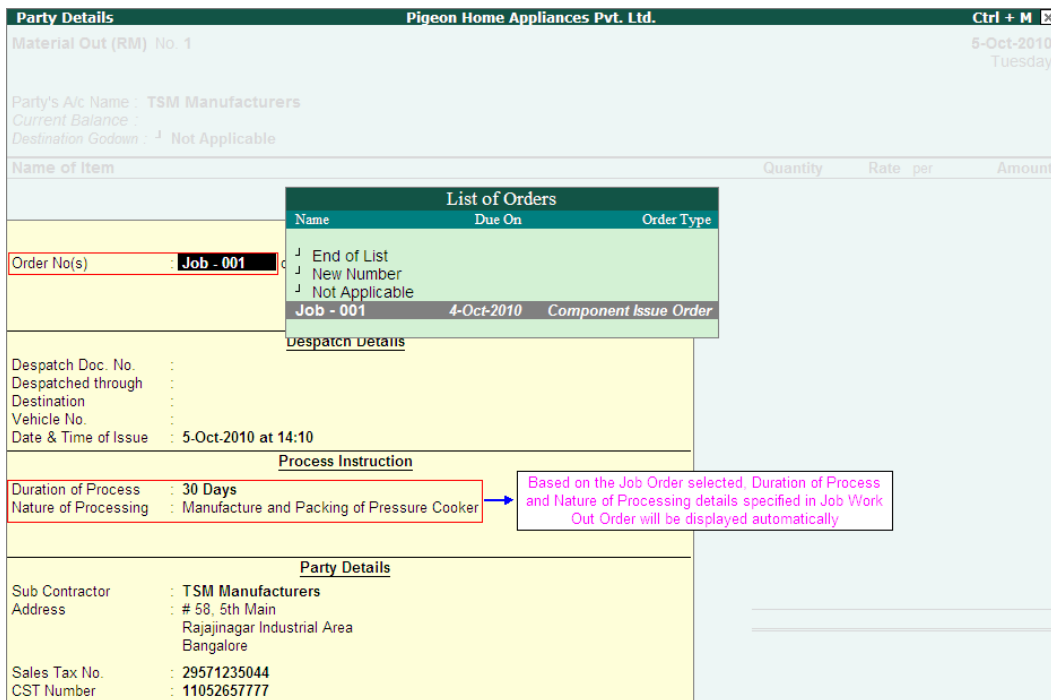 Party Details Pigeon Home Appliances Pvt. Ltd. Ctrl + M
Material Out (RM) No. 1 5-Oct-2010
Tuesday
Party's A/c Name : TSM Manufacturers
Current Balance :
Destination Godown : Not Applicable
Name of Item Quantity Rate per Amount
List of Orders
Name Due On Order Type
End of List
New Number
Not Applicable
Job - 001 4-Oct-2010 Component Issue Order
Order No(s) : Job - 001
Despatch Details
Despatch Doc. No. :
Despatched through :
Destination :
Vehicle No. :
Date & Time of Issue : 5-Oct-2010 at 14:10
Process Instruction
Duration of Process : 30 Days
Nature of Processing : Manufacture and Packing of Pressure Cooker
Based on the Job Order selected, Duration of Process
and Nature of Processing details specified in Job Work
Out Order will be displayed automatically
Party Details
Sub Contractor : TSM Manufacturers
Address : # 58, 5th Main
Rajajinagar Industrial Area
Bangalore
Sales Tax No. : 29571235044
CST Number : 11052657777